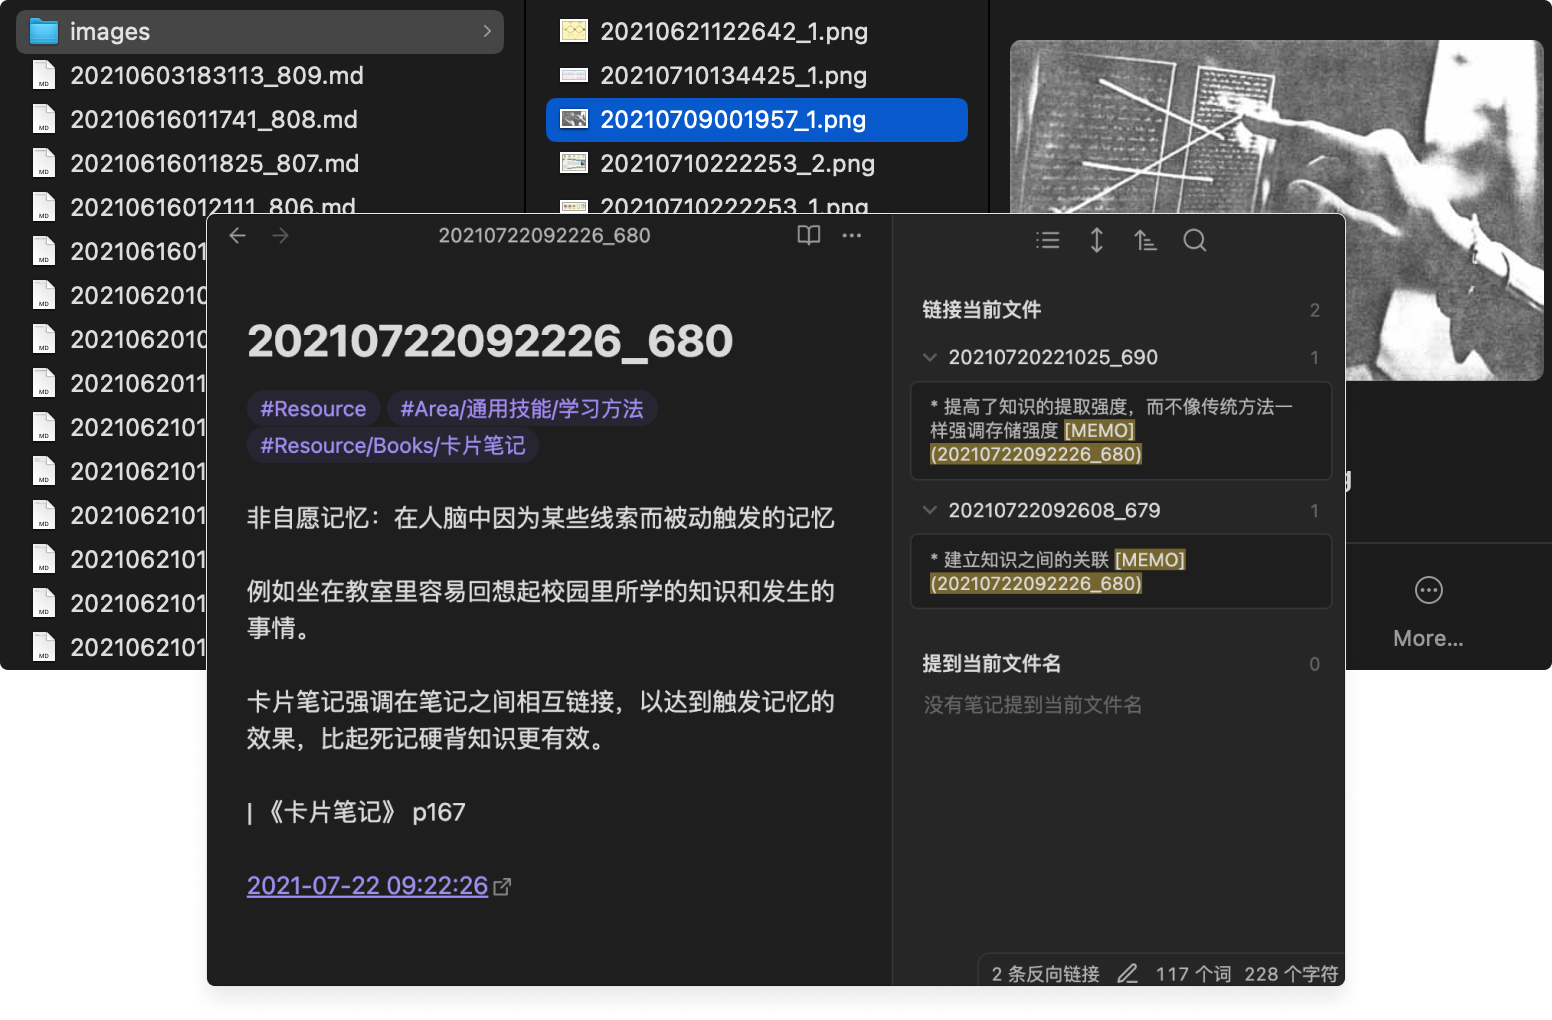 images
20210603183113_809.md
20210616011741_808.md
20210616011825_807.md
20210616012111_806.md
2021061601
2021062010
2021062010
2021062011
2021062101
2021062101
2021062101
2021062101
2021062101
2021062101
20210621122642_1.png
20210710134425_1.png
20210709001957_1.png
20210710222253_2.png
20210710222253_1.png
More...
20210722092226_680
20210722092226_680
#Resource #Area/通用技能/学习方法
#Resource/Books/卡片笔记
非自愿记忆：在人脑中因为某些线索而被动触发的记忆
例如坐在教室里容易回想起校园里所学的知识和发生的
事情。
卡片笔记强调在笔记之间相互链接，以达到触发记忆的
效果，比起死记硬背知识更有效。
| 《卡片笔记》 p167
2021-07-22 09:22:26
链接当前文件 2
20210720221025_690 1
* 提高了知识的提取强度，而不像传统方法一
样强调存储强度 [MEMO]
(20210722092226_680)
20210722092608_679 1
* 建立知识之间的关联 [MEMO]
(20210722092226_680)
提到当前文件名 0
没有笔记提到当前文件名
2 条反向链接 117 个词 228 个字符